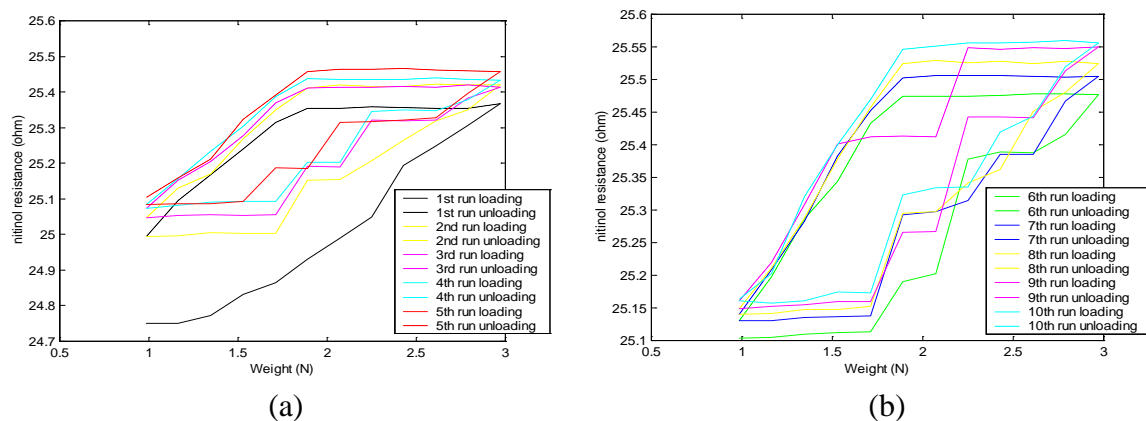 25.6
25.5
25.4
25.3
25.2
25.1
25
24.9
24.8
24.7
nitinol resistance (ohm)
0.5
1
1.5
2
2.5
3
Weight (N)
1st run loading
1st run unloading
2nd run loading
2nd run unloading
3rd run loading
3rd run unloading
4th run loading
4th run unloading
5th run loading
5th run unloading
(a)
25.6
25.55
25.5
25.45
25.4
25.35
25.3
25.25
25.2
25.15
25.1
nitinol resistance (ohm)
0.5
1
1.5
2
2.5
3
Weight (N)
6th run loading
6th run unloading
7th run loading
7th run unloading
8th run loading
8th run unloading
9th run loading
9th run unloading
10th run loading
10th run unloading
(b)